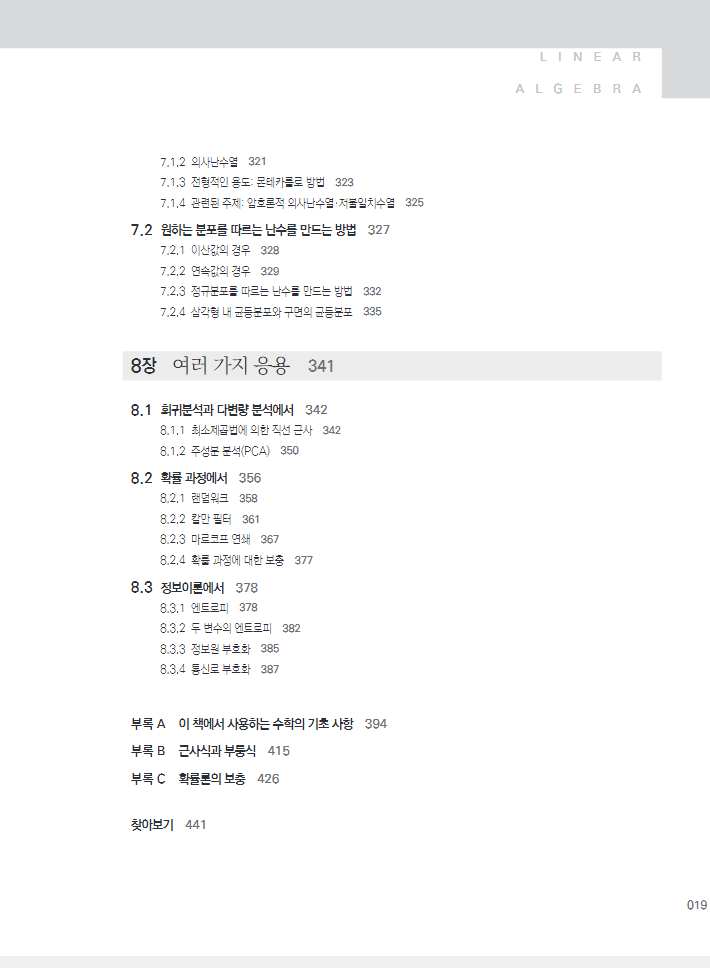 LINEAR
ALGEBRA
7.1.2 의사난수열 321
7.1.3 전형적인 용도: 몬테카를로 방법 323
7.1.4 관련된 주제: 암호론적 의사난수열·저불일치수열 325
7.2 원하는 분포를 따르는 난수를 만드는 방법 327
7.2.1 이산값의 경우 328
7.2.2 연속값의 경우 329
7.2.3 정규분포를 따르는 난수를 만드는 방법 332
7.2.4 삼각형 내 균등분포와 구면의 균등분포 335
8장 여러 가지 응용 341
8.1 회귀분석과 다변량 분석에서 342
8.1.1 최소제곱법에 의한 직선 근사 342
8.1.2 주성분 분석(PCA) 350
8.2 확률 과정에서 356
8.2.1 랜덤워크 358
8.2.2 칼만 필터 361
8.2.3 마르코프 연쇄 367
8.2.4 확률 과정에 대한 보충 377
8.3 정보이론에서 378
8.3.1 엔트로피 378
8.3.2 두 변수의 엔트로피 382
8.3.3 정보원 부호화 385
8.3.4 통신로 부호화 387
부록 A 이 책에서 사용하는 수학의 기초 사항 394
부록 B 근사식과 부등식 415
부록 C 확률론의 보충 426
찾아보기 441
019